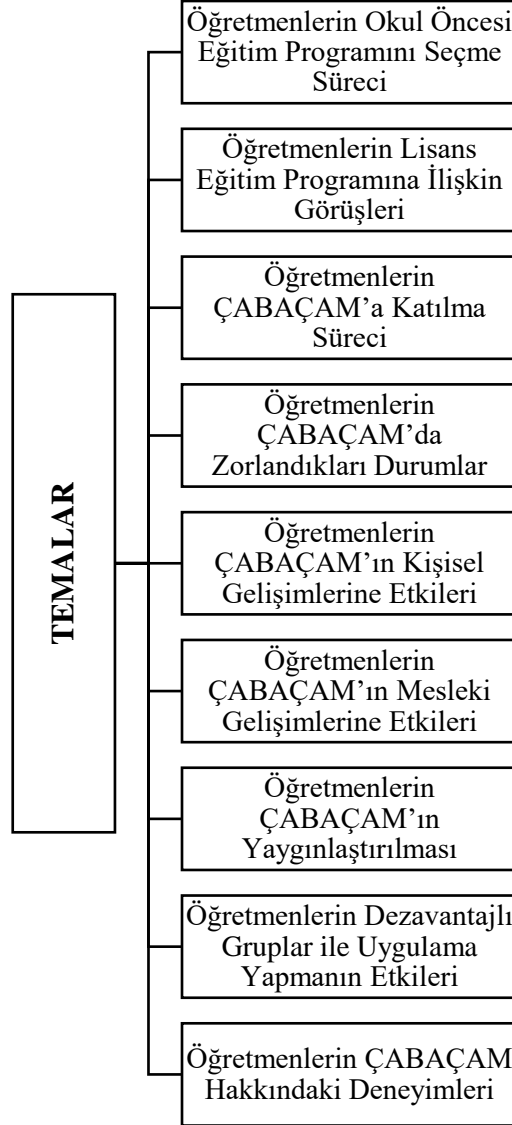 TEMALAR
Öğretmenlerin Okul Öncesi
Eğitim Programını Seçme
Süreci
Öğretmenlerin Lisans
Eğitim Programına İlişkin
Görüşleri
Öğretmenlerin
ÇABAÇAM’a Katılma
Süreci
Öğretmenlerin
ÇABAÇAM’da
Zorlandıkları Durumlar
Öğretmenlerin
ÇABAÇAM’ın Kişisel
Gelişimlerine Etkileri
Öğretmenlerin
ÇABAÇAM’ın Mesleki
Gelişimlerine Etkileri
Öğretmenlerin
ÇABAÇAM’ın
Yaygınlaştırılması
Öğretmenlerin Dezavantajlı
Gruplar ile Uygulama
Yapmanın Etkileri
Öğretmenlerin ÇABAÇAM
Hakkındaki Deneyimleri